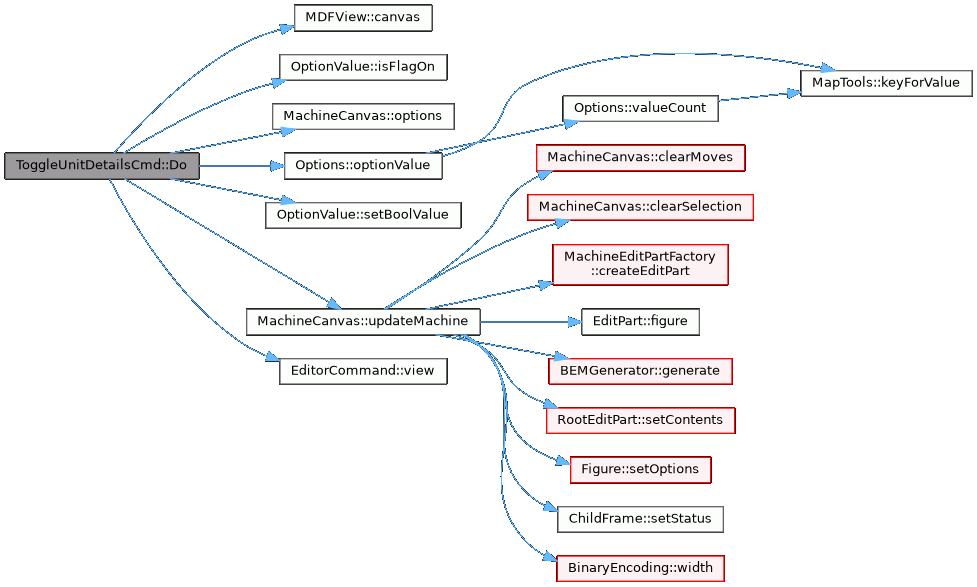 MDFView::canvas
OptionValue::isFlagOn
MapTools::keyForValue
Options::valueCount
MachineCanvas::options
MachineCanvas::clearMoves
ToggleUnitDetailsCmd::Do
Options::optionValue
MachineCanvas::clearSelection
OptionValue::setBoolValue
MachineEditPartFactory
::createEditPart
MachineCanvas::updateMachine
EditPart::figure
EditorCommand::view
BEMGenerator::generate
RootEditPart::setContents
Figure::setOptions
ChildFrame::setStatus
BinaryEncoding::width